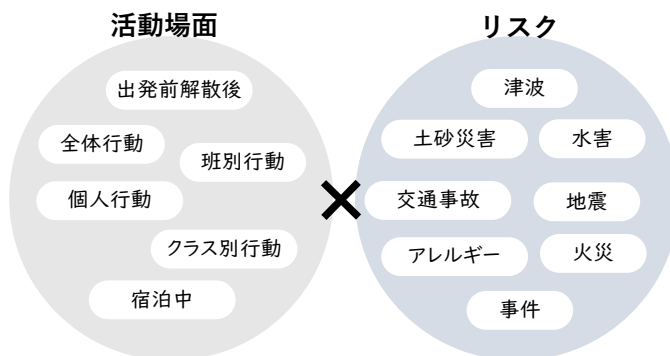 活動場面
出発前解散後
全体行動
班別行動
個人行動
クラス別行動
宿泊中
×
リスク
津波
土砂災害
水害
交通事故
地震
アレルギー
火災
事件